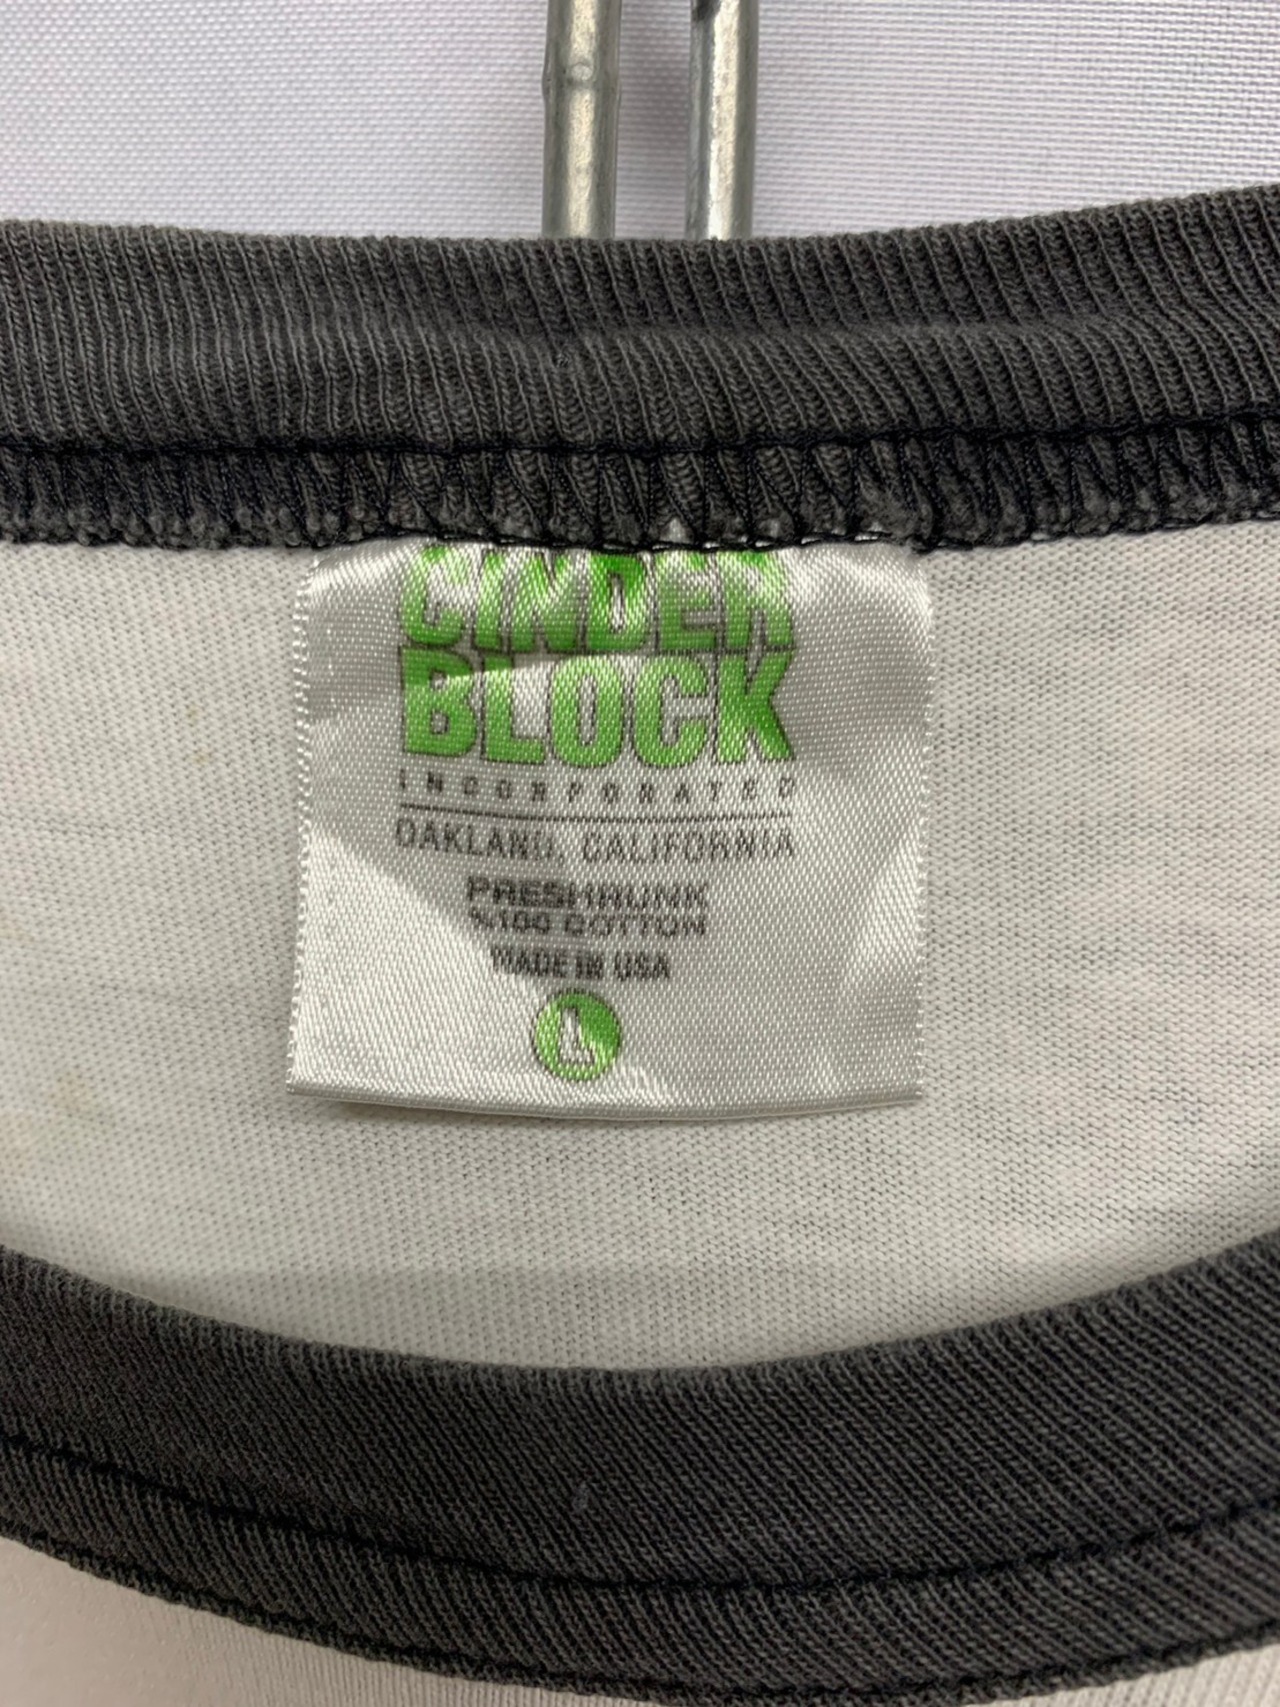 CINDER
BLOCK
INCORPORATED
OAKLAND, CALIFORNIA
PRESHRUNK
%100 COTTON
MADE IN USA
L